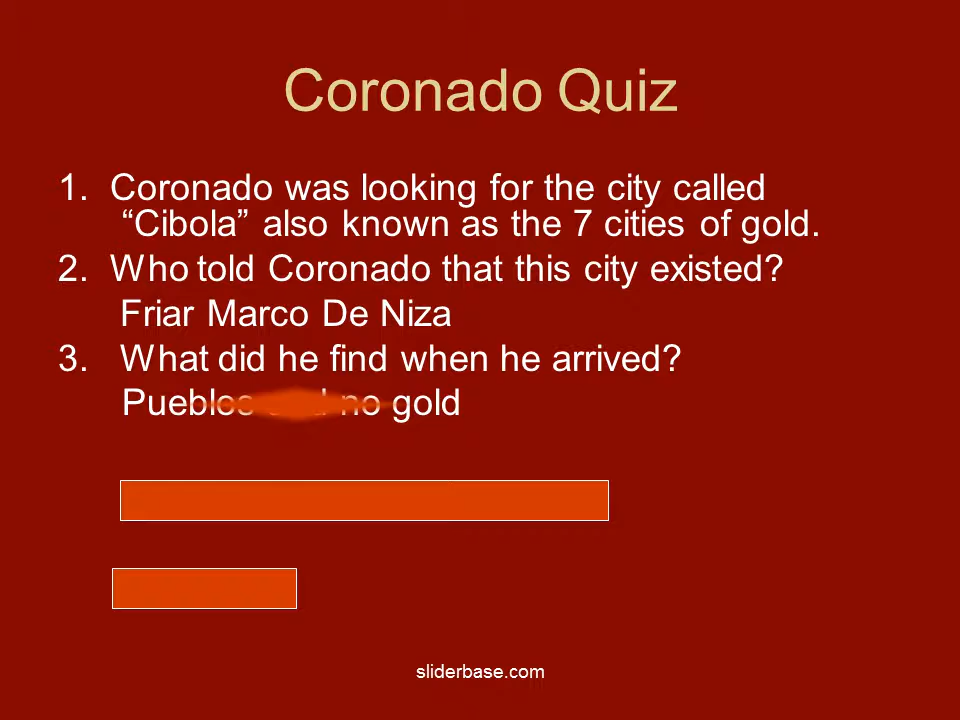 Coronado Quiz
1. Coronado was looking for the city called
“Cibola” also known as the 7 cities of gold.
2. Who told Coronado that this city existed?
Friar Marco De Niza
3. What did he find when he arrived?
Pueblos and no gold
sliderbase.com